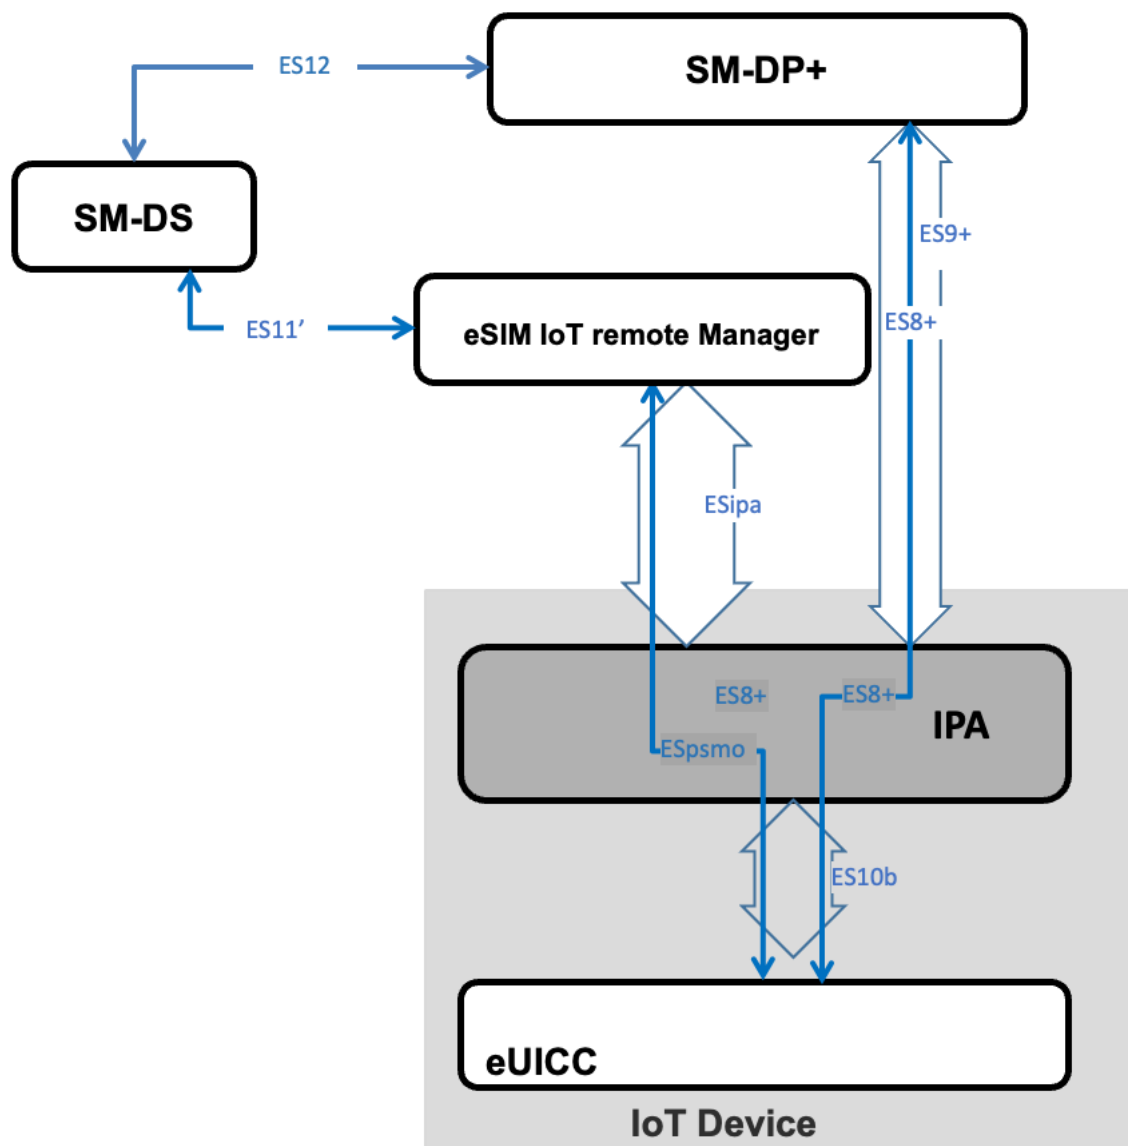 SM-DP+
ES12
SM-DS
ES9+
ES11’
eSIM IoT remote Manager
ES8+
ESipa
ES8+
ES8+
IPA
ESpsmo
ES10b
eUICC
IoT Device